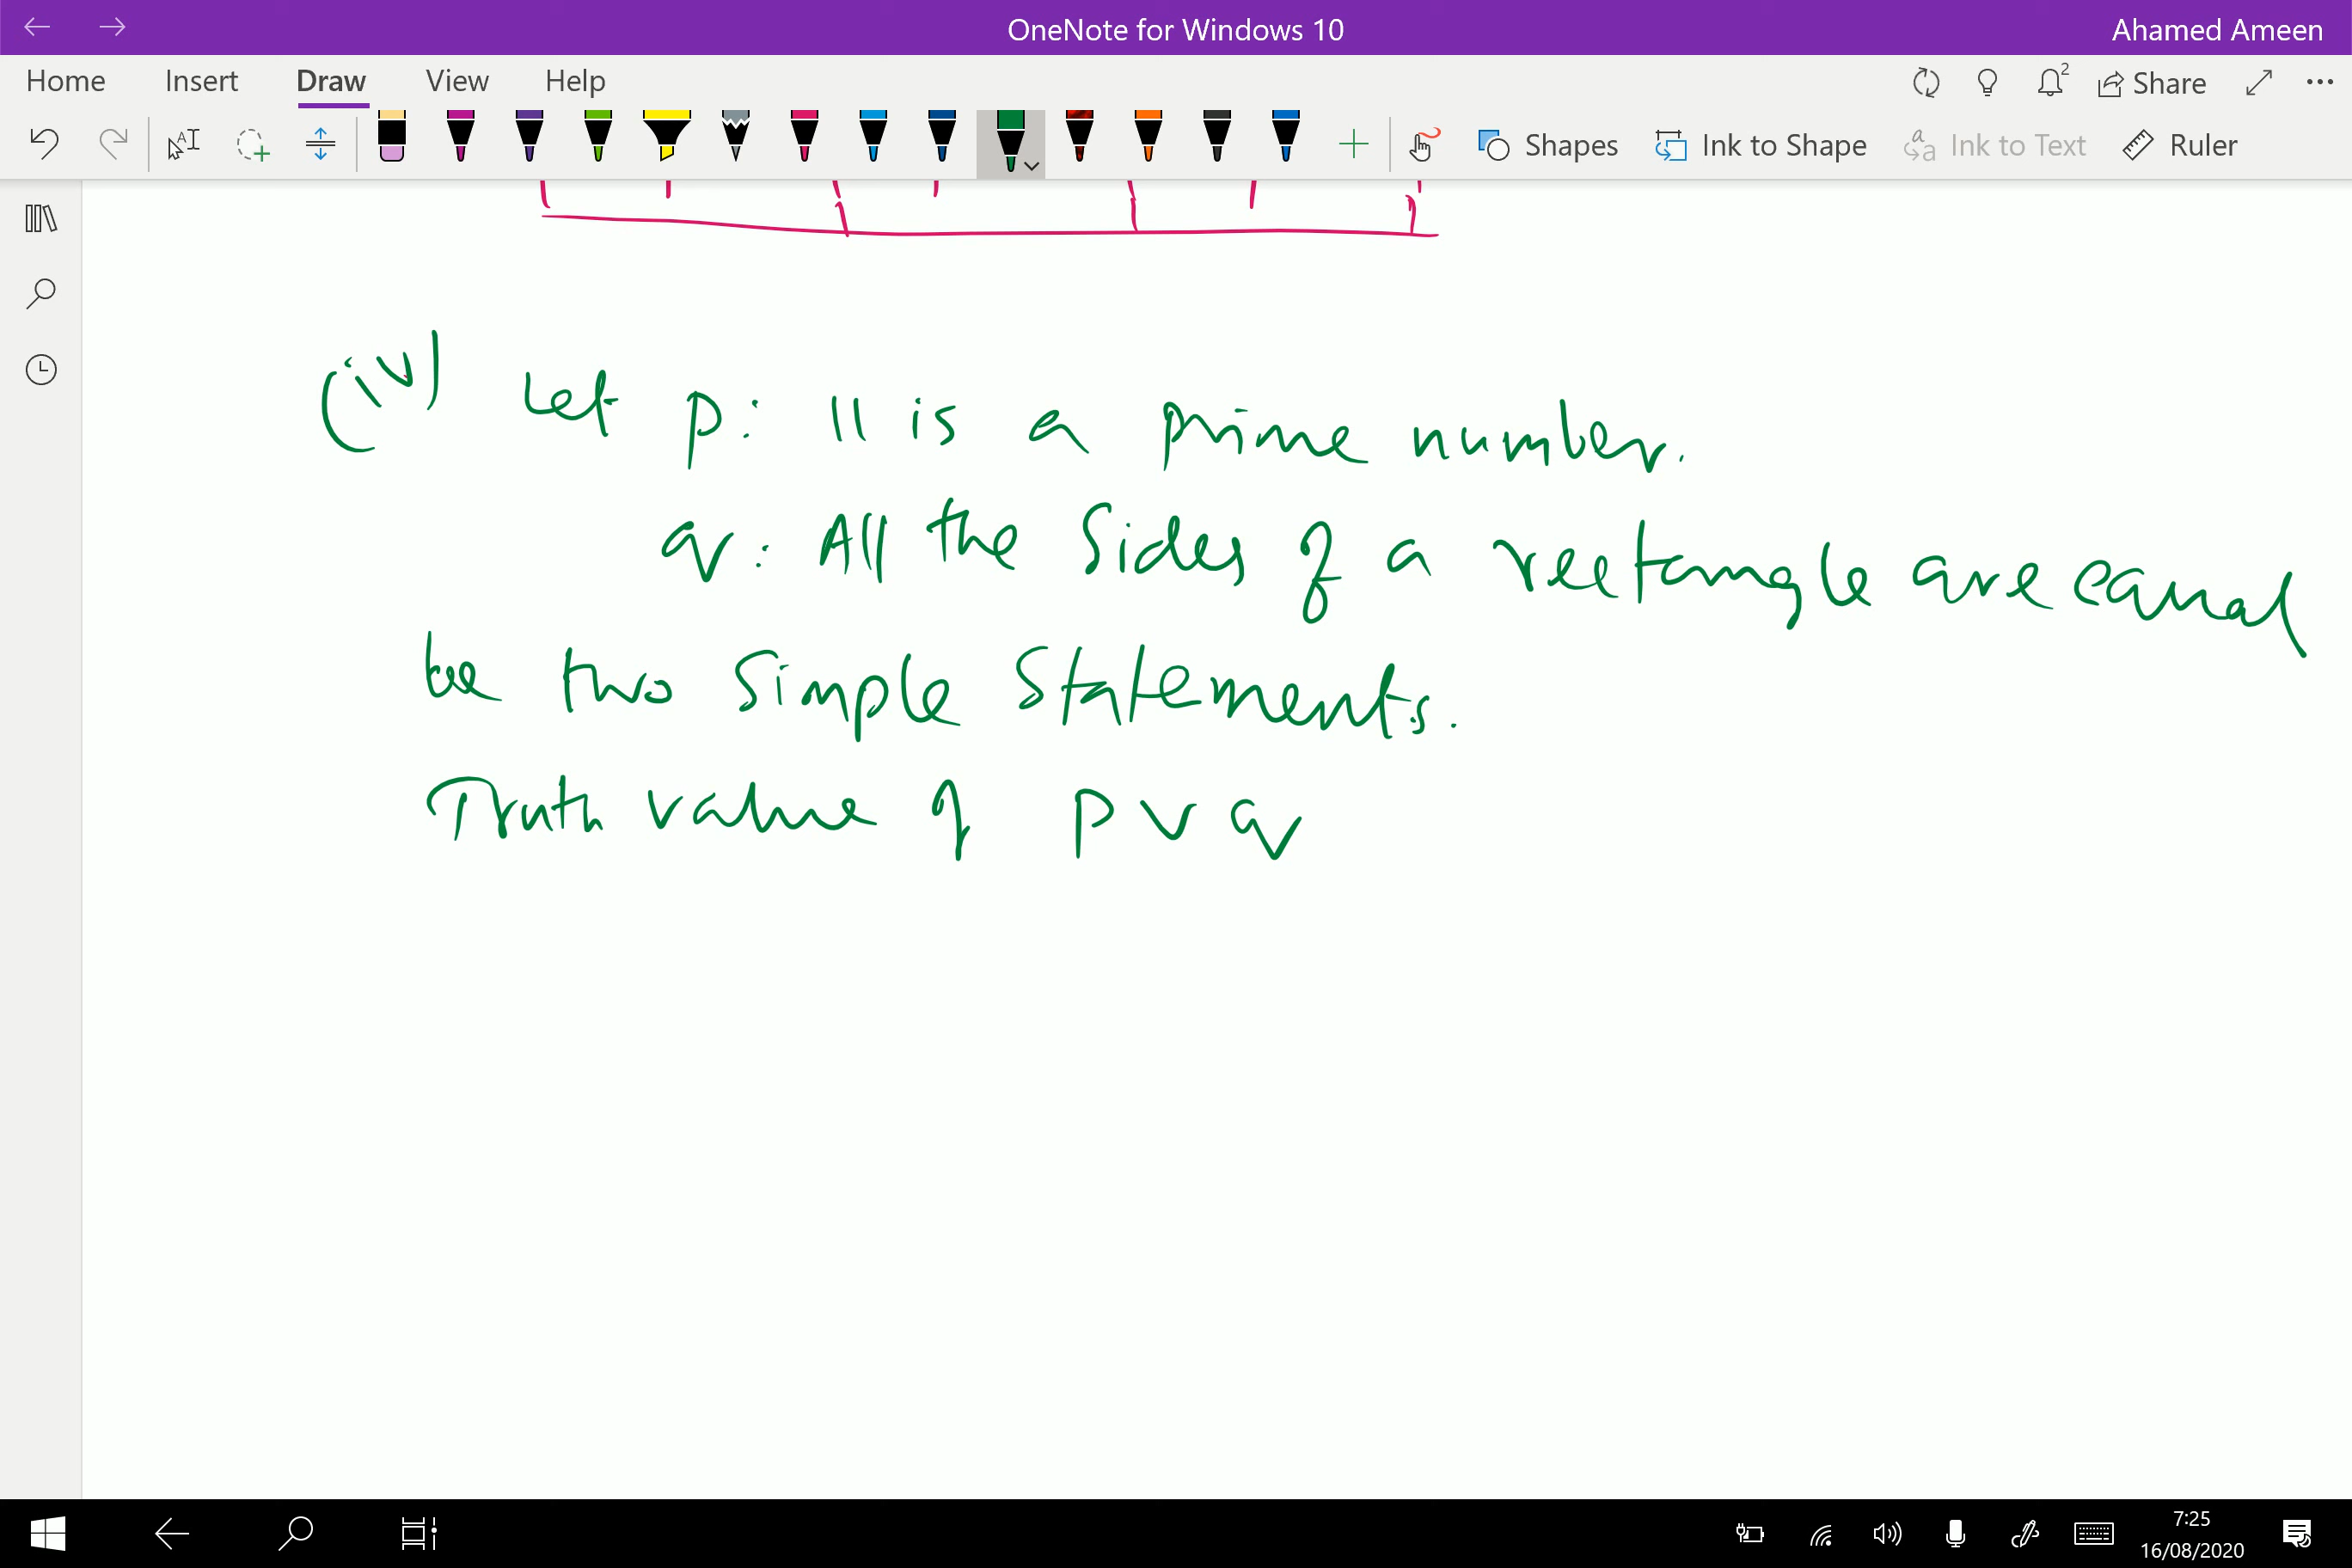 OneNote for Windows 10
Ahamed Ameen
Home Insert Draw View Help
2 Share
Shapes Ink to Shape Ink to Text Ruler
(iv) Let p: 11 is a prime number.
q: All the sides of a rectangle are equal
be two simple statements.
Truth value of p ∨ q
7:25
16/08/2020